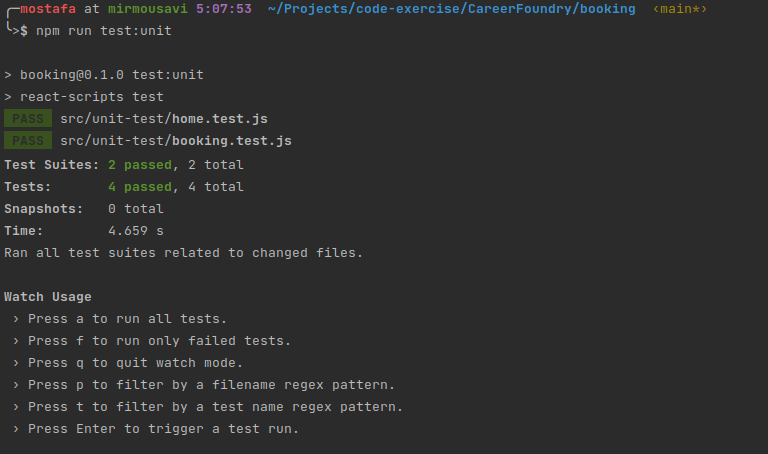 ╭─mostafa at mirmousavi 5:07:53  ~/Projects/code-exercise/CareerFoundry/booking  ‹main*›
╰>$ npm run test:unit
> booking@0.1.0 test:unit
> react-scripts test
PASS src/unit-test/home.test.js
PASS src/unit-test/booking.test.js
Test Suites: 2 passed, 2 total
Tests:       4 passed, 4 total
Snapshots:   0 total
Time:        4.659 s
Ran all test suites related to changed files.
Watch Usage
 › Press a to run all tests.
 › Press f to run only failed tests.
 › Press q to quit watch mode.
 › Press p to filter by a filename regex pattern.
 › Press t to filter by a test name regex pattern.
 › Press Enter to trigger a test run.